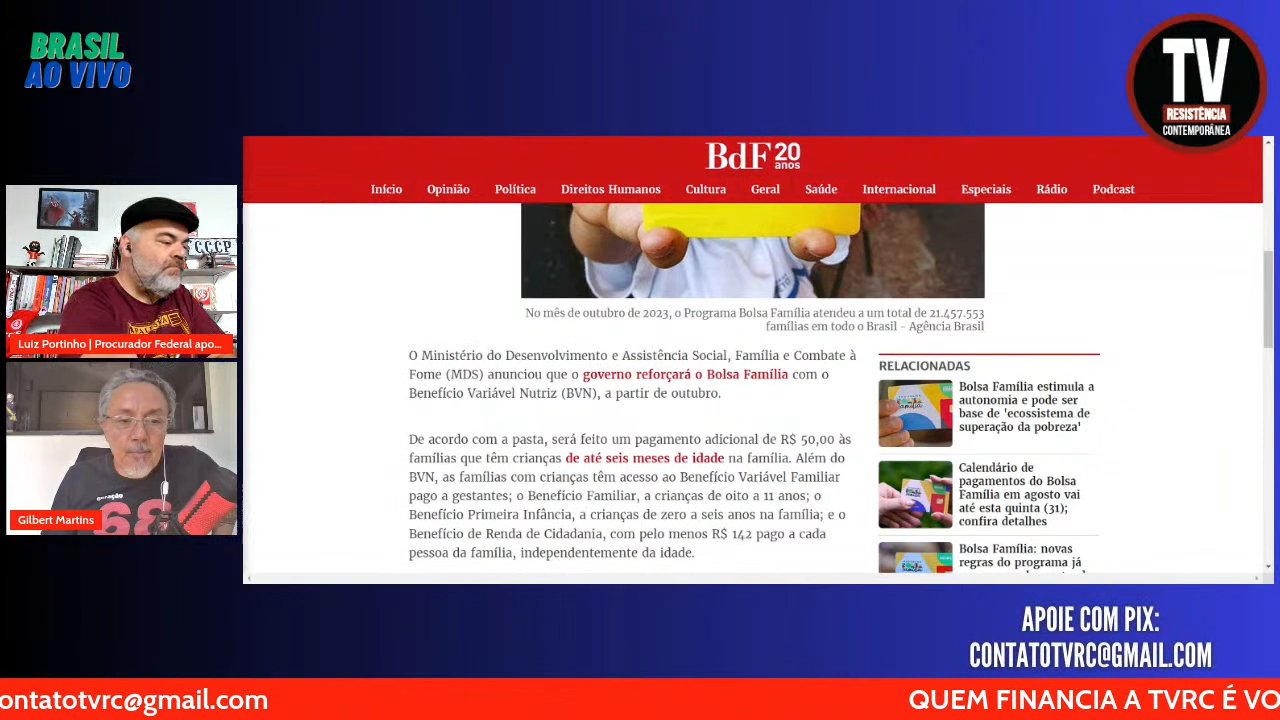 BRASIL
AO VIVO
TV
RESISTÊNCIA
CONTEMPORÂNEA
BdF 20
anos
Início Opinião Política Direitos Humanos Cultura Geral Saúde Internacional Especiais Rádio Podcast
No mês de outubro de 2023, o Programa Bolsa Família atendeu a um total de 21.457.553
famílias em todo o Brasil - Agência Brasil
O Ministério do Desenvolvimento e Assistência Social, Família e Combate à
Fome (MDS) anunciou que o governo reforçará o Bolsa Família com o
Benefício Variável Nutriz (BVN), a partir de outubro.
De acordo com a pasta, será feito um pagamento adicional de R$ 50,00 às
famílias que têm crianças de até seis meses de idade na família. Além do
BVN, as famílias com crianças têm acesso ao Benefício Variável Familiar
pago a gestantes; o Benefício Familiar, a crianças de oito a 11 anos; o
Benefício Primeira Infância, a crianças de zero a seis anos na família; e o
Benefício de Renda de Cidadania, com pelo menos R$ 142 pago a cada
pessoa da família, independentemente da idade.
RELACIONADAS
Bolsa Família estimula a
autonomia e pode ser
base de 'ecossistema de
superação da pobreza'
Calendário de
pagamentos do Bolsa
Família em agosto vai
até esta quinta (31);
confira detalhes
Bolsa Família: novas
regras do programa já
CCCP
Luiz Portinho | Procurador Federal apo...
geração
68
Gilbert Martins
APOIE COM PIX:
CONTATOTVRC@GMAIL.COM
ontatotvrc@gmail.com
QUEM FINANCIA A TVRC É VO